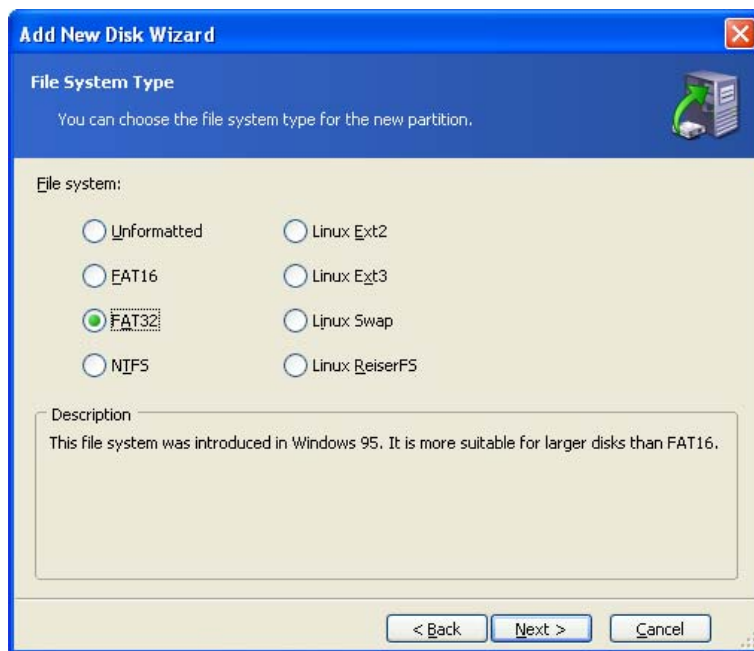 Add New Disk Wizard
File System Type
You can choose the file system type for the new partition.
File system:
Unformatted
FAT16
FAT32
NTFS
Linux Ext2
Linux Ext3
Linux Swap
Linux ReiserFS
Description
This file system was introduced in Windows 95. It is more suitable for larger disks than FAT16.
< Back
Next >
Cancel